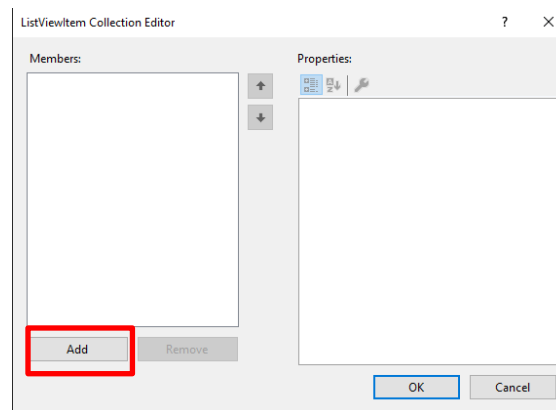 ListViewItem Collection Editor
?
Members:
Properties:
Add
Remove
OK
Cancel